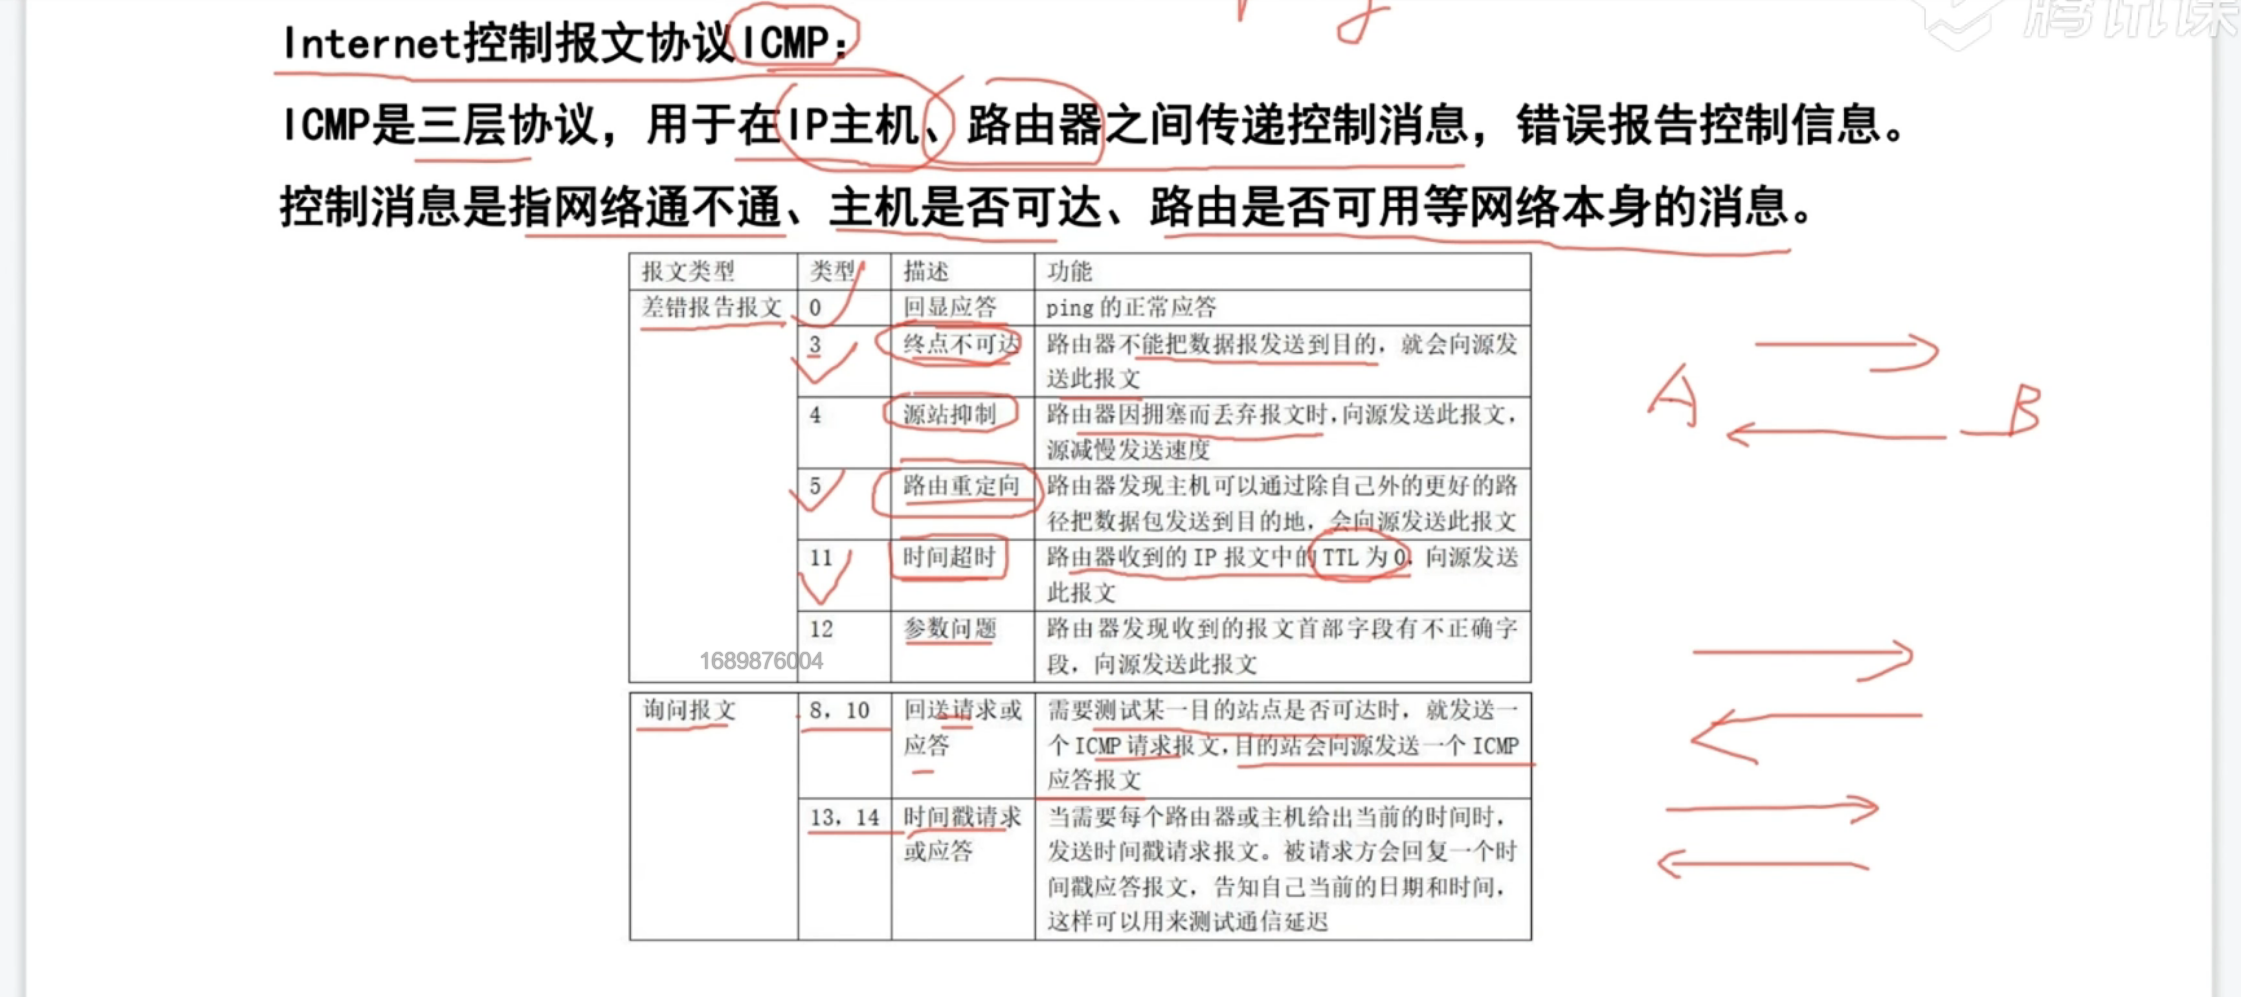 腾讯课
Internet控制报文协议ICMP：
ICMP是三层协议，用于在IP主机、路由器之间传递控制消息，错误报告控制信息。
控制消息是指网络通不通、主机是否可达、路由是否可用等网络本身的消息。
报文类型 类型 描述 功能
差错报告报文 0 回显应答 ping 的正常应答
3 终点不可达 路由器不能把数据报发送到目的，就会向源发
送此报文
4 源站抑制 路由器因拥塞而丢弃报文时，向源发送此报文，
源减慢发送速度
5 路由重定向 路由器发现主机可以通过除自己外的更好的路
径把数据包发送到目的地，会向源发送此报文
11 时间超时 路由器收到的 IP 报文中的 TTL 为 0．向源发送
此报文
12 参数问题 路由器发现收到的报文首部字段有不正确字
段，向源发送此报文
1689876004
询问报文 8，10 回送请求或 需要测试某一目的站点是否可达时，就发送一
应答 个 ICMP 请求报文，目的站会向源发送一个 ICMP
应答报文
13，14 时间戳请求 当需要每个路由器或主机给出当前的时间时，
或应答 发送时间戳请求报文。被请求方会回复一个时
间戳应答报文，告知自己当前的日期和时间，
这样可以用来测试通信延迟
A B